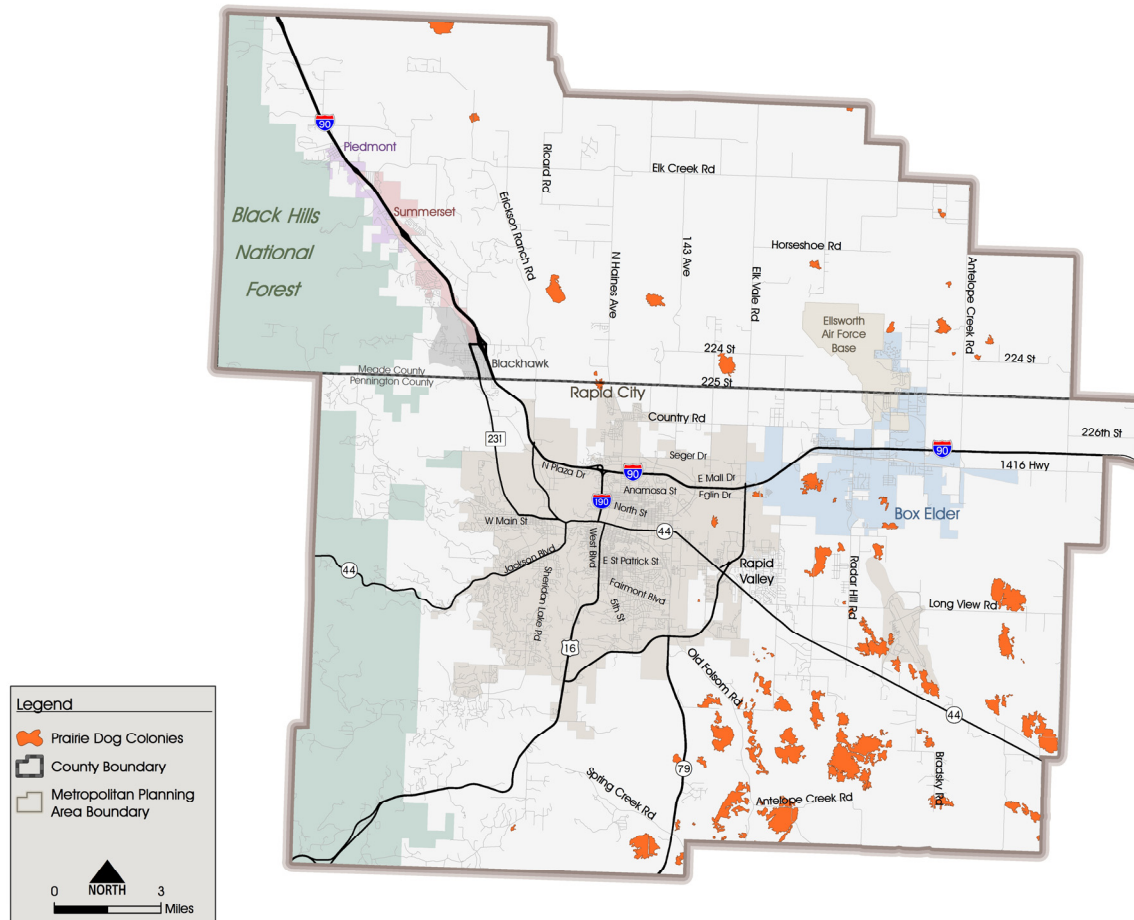 90
Piedmont
Summerset
Black Hills
National
Forest
Ricard Rc
Erickson Ranch Rd
Elk Creek Rd
N Haines Ave
143 Ave
Elk Vale Rd
Horseshoe Rd
Antelope Creek Rd
Ellsworth
Air Force
Base
224 St
224 St
225 St
Blackhawk
Meade County
Pennington County
Rapid City
Country Rd
226th St
231
Seger Dr
90
1416 Hwy
N Plaza Dr
90
E Mall Dr
Anamosa St
Eglin Dr
190
North St
Box Elder
W Main St
44
West Blvd
E St Patrick St
Rapid
Valley
Jackson Blvd
44
Sheridan Lake Rd
Fairmont Blvd
5th St
Radar Hill Rd
Long View Rd
16
Old Folsom Rd
44
79
Spring Creek Rd
Antelope Creek Rd
Bradsky Rd
Legend
Prairie Dog Colonies
County Boundary
Metropolitan Planning
Area Boundary
NORTH
0 3
Miles